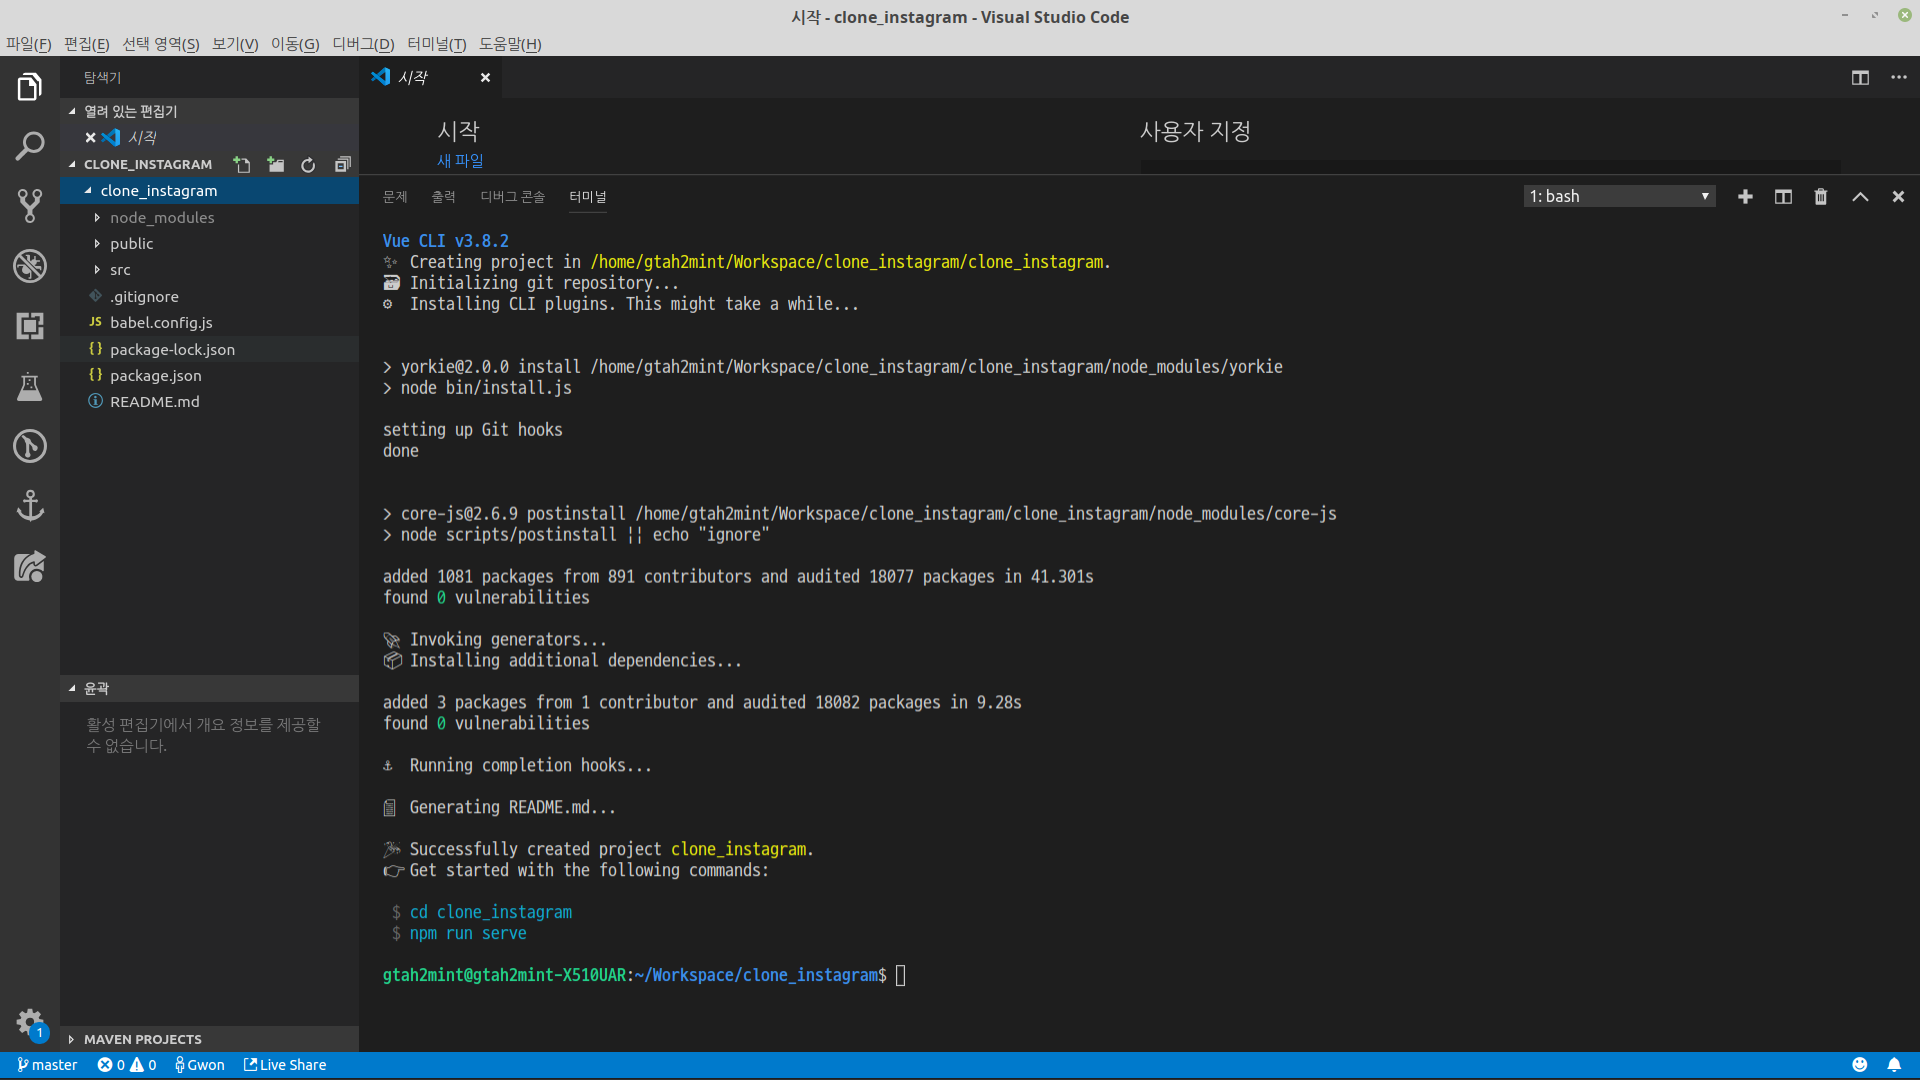 시작 - clone_instagram - Visual Studio Code
파일(F) 편집(E) 선택 영역(S) 보기(V) 이동(G) 디버그(D) 터미널(T) 도움말(H)
탐색기
열려 있는 편집기
시작
CLONE_INSTAGRAM
clone_instagram
node_modules
public
src
.gitignore
JS babel.config.js
{} package-lock.json
{} package.json
README.md
윤곽
활성 편집기에서 개요 정보를 제공할
수 없습니다.
MAVEN PROJECTS
시작
시작
새 파일
사용자 지정
문제 출력 디버그 콘솔 터미널
1: bash
Vue CLI v3.8.2
✨ Creating project in /home/gtah2mint/Workspace/clone_instagram/clone_instagram.
🗃 Initializing git repository...
⚙ Installing CLI plugins. This might take a while...
> yorkie@2.0.0 install /home/gtah2mint/Workspace/clone_instagram/clone_instagram/node_modules/yorkie
> node bin/install.js
setting up Git hooks
done
> core-js@2.6.9 postinstall /home/gtah2mint/Workspace/clone_instagram/clone_instagram/node_modules/core-js
> node scripts/postinstall || echo "ignore"
added 1081 packages from 891 contributors and audited 18077 packages in 41.301s
found 0 vulnerabilities
🚀 Invoking generators...
📦 Installing additional dependencies...
added 3 packages from 1 contributor and audited 18082 packages in 9.28s
found 0 vulnerabilities
⚓ Running completion hooks...
📄 Generating README.md...
🎉 Successfully created project clone_instagram.
👉 Get started with the following commands:
$ cd clone_instagram
$ npm run serve
gtah2mint@gtah2mint-X510UAR:~/Workspace/clone_instagram$
1
master 0 0 Gwon Live Share